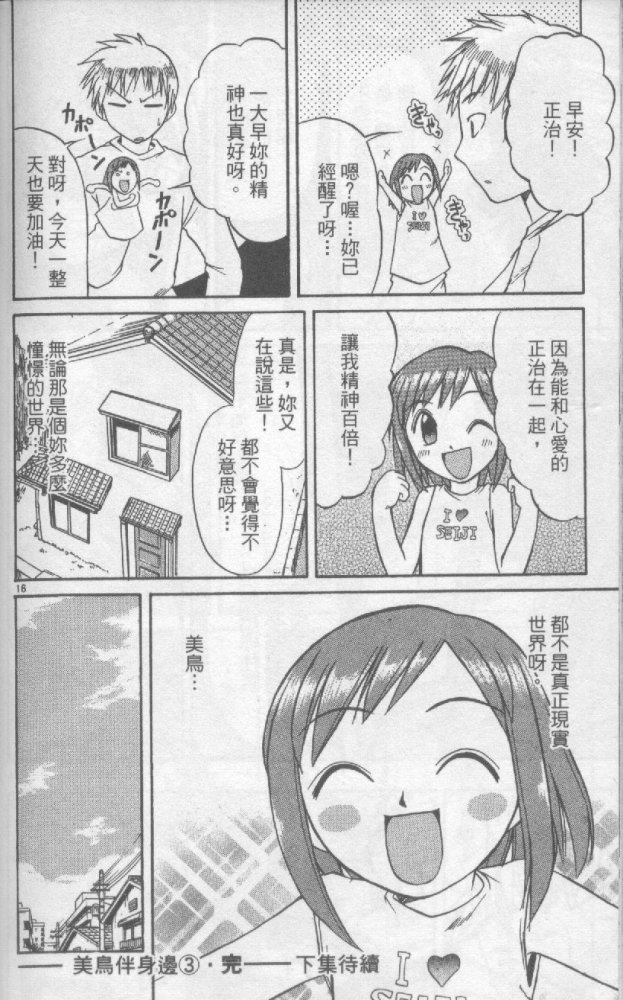 早安！
正治！
きゃっ
きゃっ
I ♥
SEIJI
嗯？喔…妳已
經醒了呀…
一大早妳的精
神也真好呀。
カポーン
カポーン
對呀，今天一整
天也要加油！
因為能和心愛的
正治在一起，
讓我精神百倍！
I ♥
SEIJI
真是，妳又
在說這些！
都不會覺得不
好意思呀…
無論那是個妳多麼
憧憬的世界…
16
都不是真正現實
世界呀。
美鳥…
I ♥
SEIJI
美鳥伴身邊③・完——下集待續